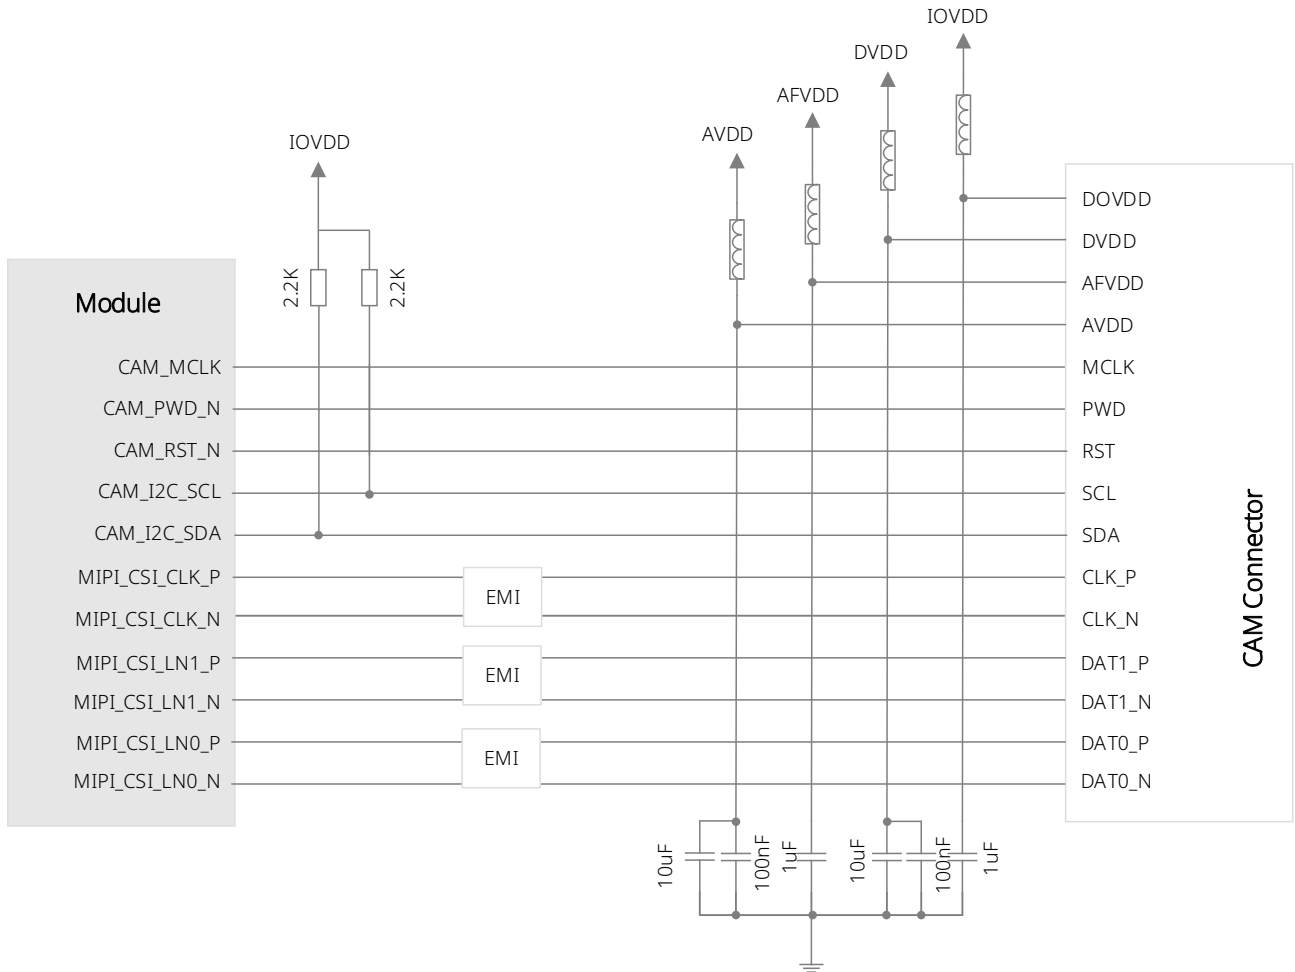 IOVDD
DVDD
AFVDD
AVDD
IOVDD
2.2K
2.2K
Module
CAM_MCLK
CAM_PWD_N
CAM_RST_N
CAM_I2C_SCL
CAM_I2C_SDA
MIPI_CSI_CLK_P
MIPI_CSI_CLK_N
MIPI_CSI_LN1_P
MIPI_CSI_LN1_N
MIPI_CSI_LN0_P
MIPI_CSI_LN0_N
EMI
EMI
EMI
DOVDD
DVDD
AFVDD
AVDD
MCLK
PWD
RST
SCL
SDA
CLK_P
CLK_N
DAT1_P
DAT1_N
DAT0_P
DAT0_N
CAM Connector
10uF
100nF
1uF
10uF
100nF
1uF